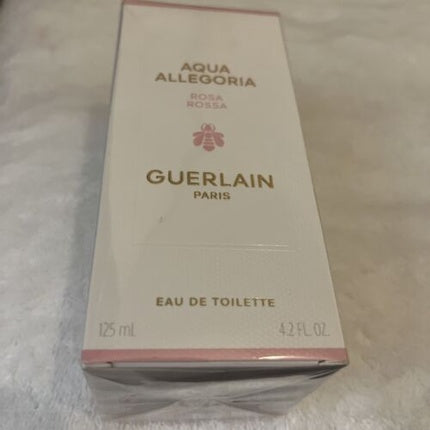 AQUA
ALLEGORIA
ROSA
ROSSA
GUERLAIN
PARIS
EAU DE TOILETTE
125 mL 4.2 FL. OZ.